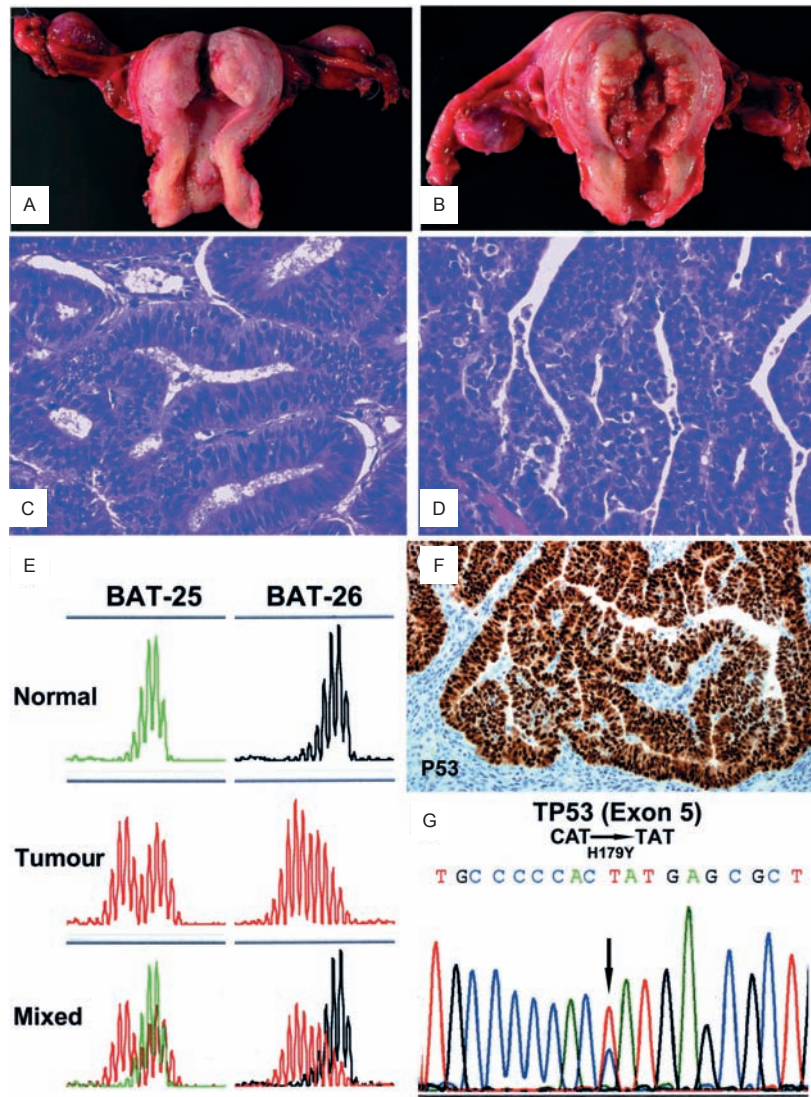 A
B
C
D
E
BAT-25 BAT-26
Normal
Tumour
Mixed
F
P53
G
TP53 (Exon 5)
CAT → TAT
H179Y
T G C C C C C A C T A T G A G C G C T